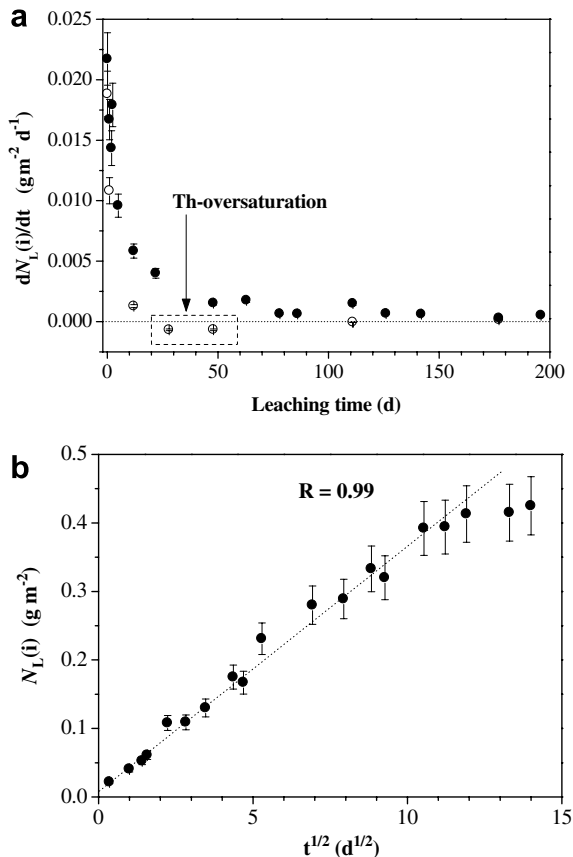 a
0.025
0.020
0.015
0.010
0.005
0.000
dN_L(i)/dt (gm⁻² d⁻¹)
Th-oversaturation
0 50 100 150 200
Leaching time (d)
b
0.5
0.4
0.3
0.2
0.1
0.0
N_L(i) (g m⁻²)
R = 0.99
0 5 10 15
t^{1/2} (d^{1/2})